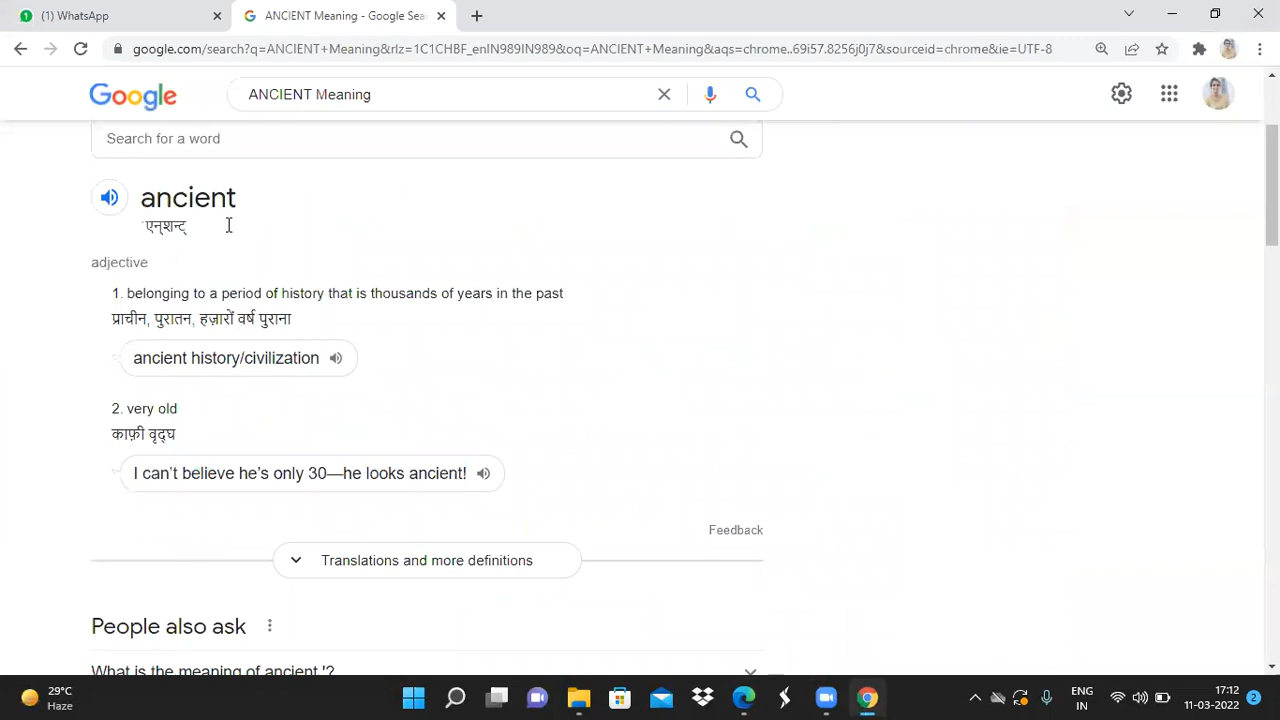 (1) WhatsApp
ANCIENT Meaning - Google Sea
google.com/search?q=ANCIENT+Meaning&rlz=1C1CHBF_enIN989IN989&oq=ANCIENT+Meaning&aqs=chrome..69i57.8256j0j7&sourceid=chrome&ie=UTF-8
Google
ANCIENT Meaning
Search for a word
ancient
एन्शन्ट्
adjective
1. belonging to a period of history that is thousands of years in the past
प्राचीन, पुरातन, हज़ारों वर्ष पुराना
ancient history/civilization
2. very old
काफ़ी वृद्घ
I can't believe he's only 30—he looks ancient!
Feedback
Translations and more definitions
People also ask
What is the meaning of ancient '?
29°C
Haze
ENG
IN
17:12
11-03-2022
2